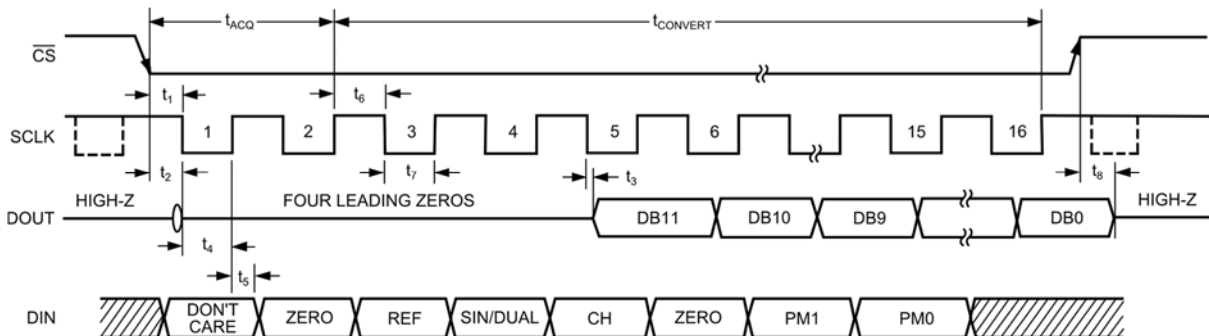 tACQ tCONVERT
CS
t1 t6
SCLK 1 2 3 4 5 6 15 16
t2 t7 t3 t8
HIGH-Z FOUR LEADING ZEROS HIGH-Z
DOUT DB11 DB10 DB9 DB0
t4
t5
DIN DON'T CARE ZERO REF SIN/DUAL CH ZERO PM1 PM0